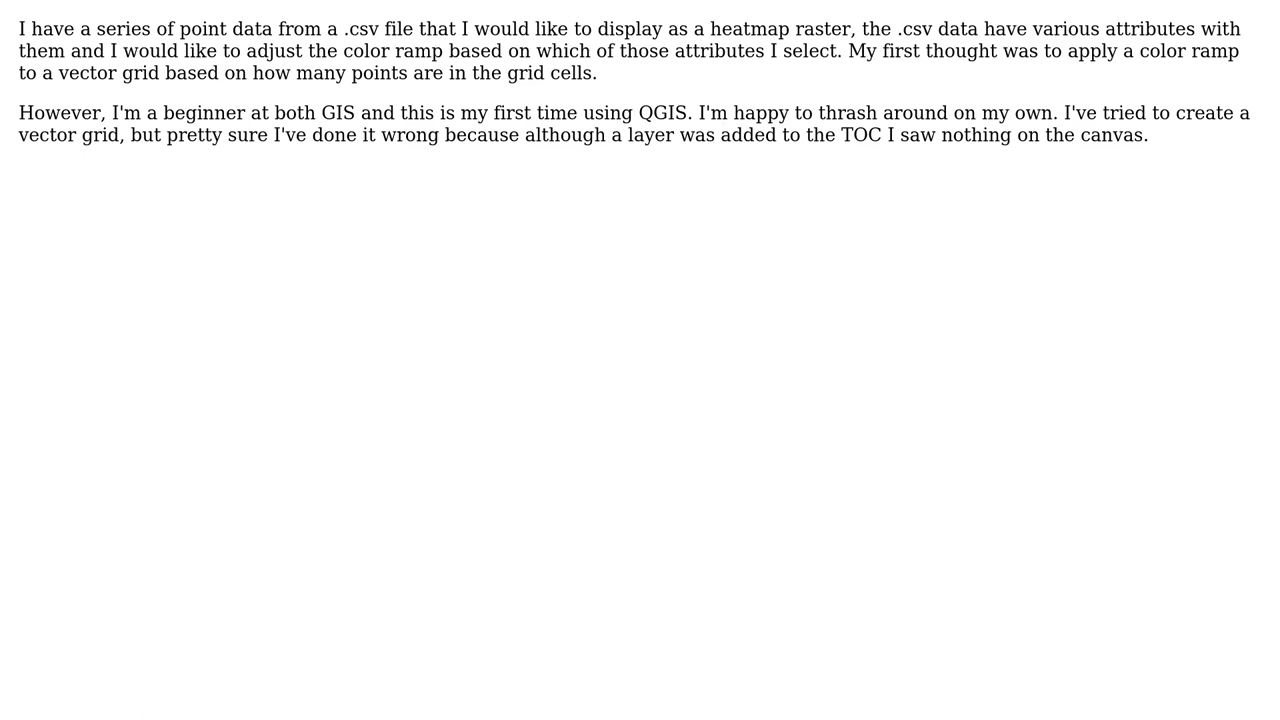 I have a series of point data from a .csv file that I would like to display as a heatmap raster, the .csv data have various attributes with
them and I would like to adjust the color ramp based on which of those attributes I select. My first thought was to apply a color ramp
to a vector grid based on how many points are in the grid cells.
However, I'm a beginner at both GIS and this is my first time using QGIS. I'm happy to thrash around on my own. I've tried to create a
vector grid, but pretty sure I've done it wrong because although a layer was added to the TOC I saw nothing on the canvas.